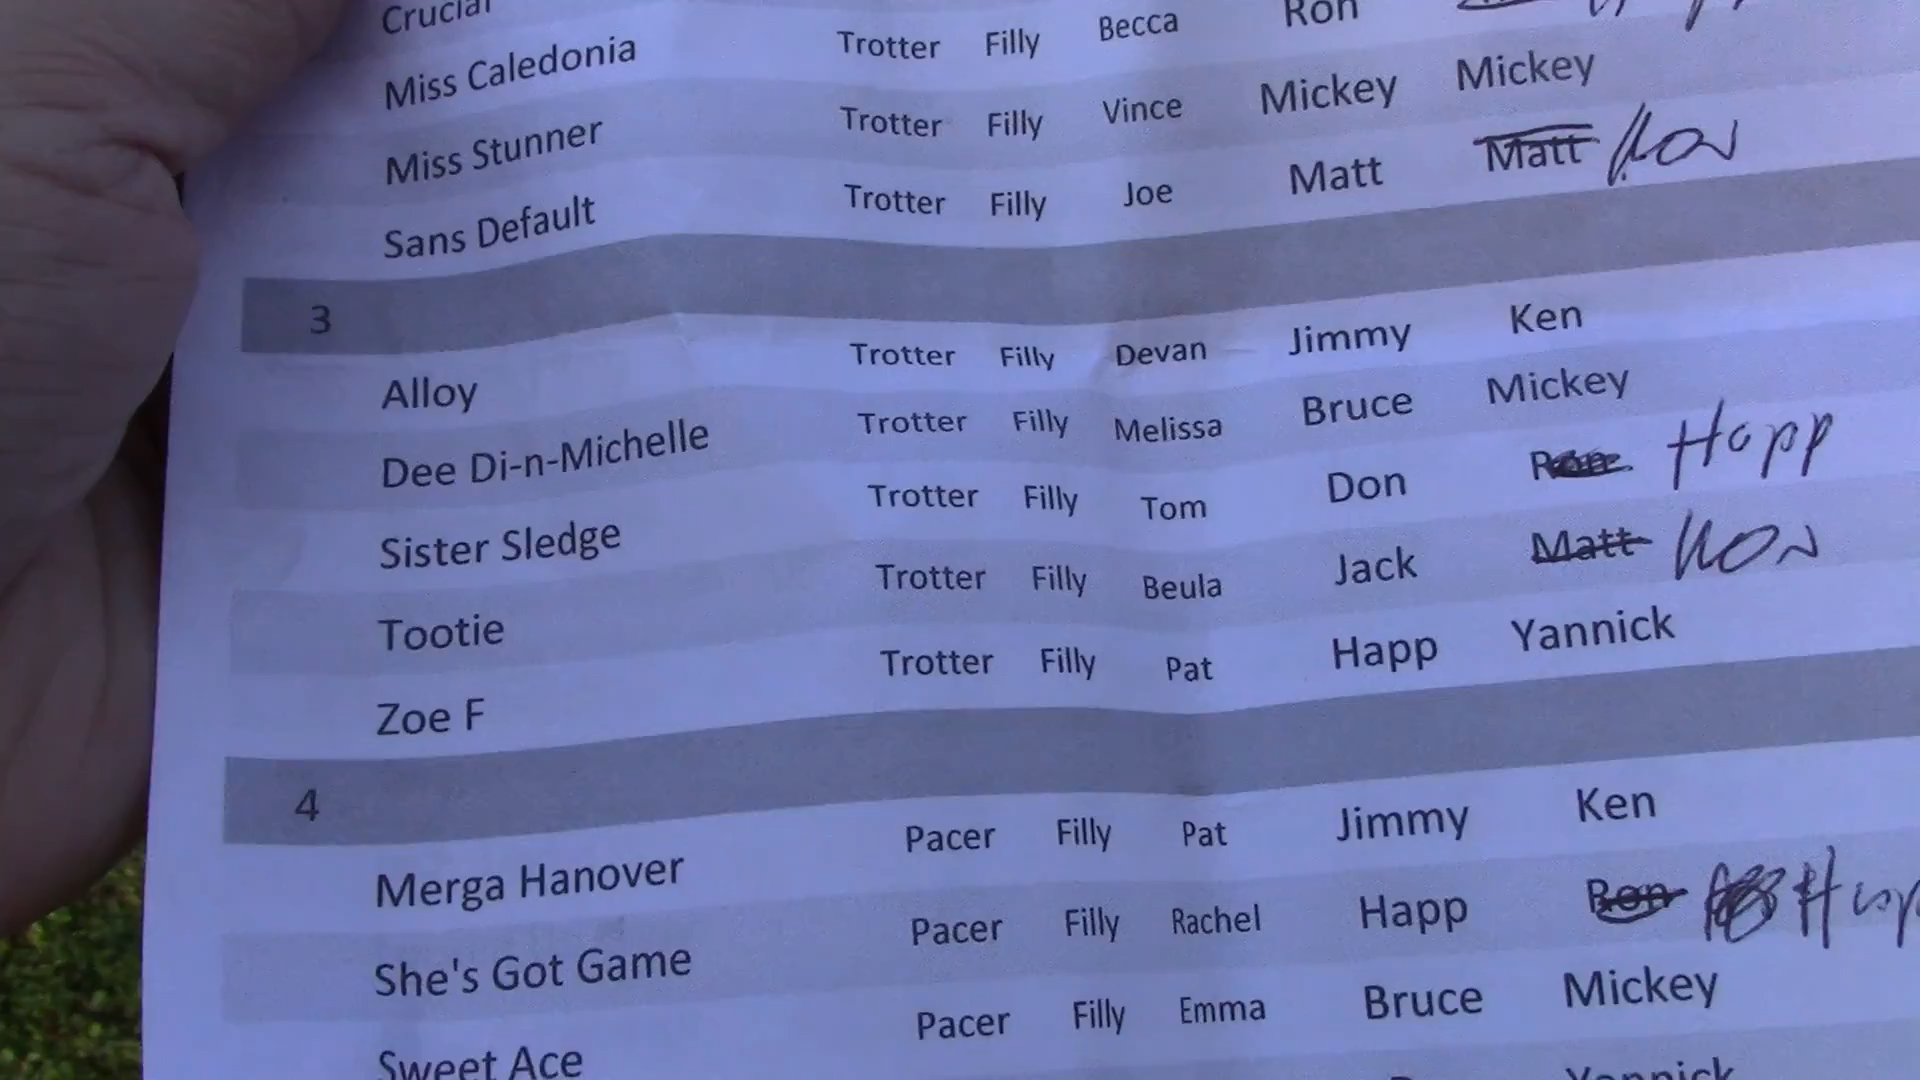 Crucial
Miss Caledonia Trotter Filly Becca Ron
Miss Stunner Trotter Filly Vince Mickey Mickey
Sans Default Trotter Filly Joe Matt Matt Ron
3
Alloy Trotter Filly Devan Jimmy Ken
Dee Di-n-Michelle Trotter Filly Melissa Bruce Mickey
Sister Sledge Trotter Filly Tom Don Ron Happ
Tootie Trotter Filly Beula Jack Matt Ron
Zoe F Trotter Filly Pat Happ Yannick
4
Merga Hanover Pacer Filly Pat Jimmy Ken
She's Got Game Pacer Filly Rachel Happ Ron
Sweet Ace Pacer Filly Emma Bruce Mickey
Yannick